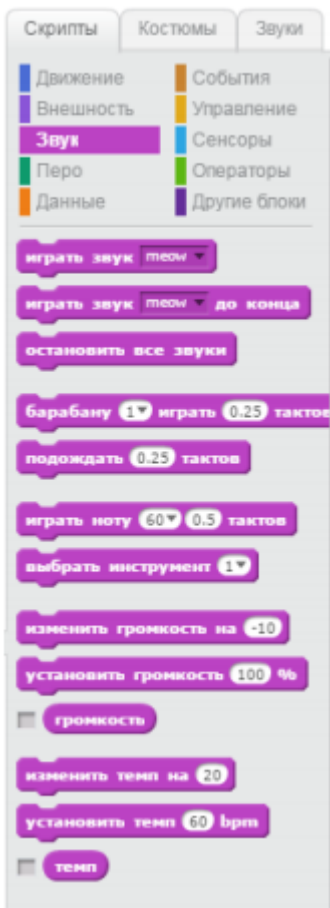 Скрипты Костюмы Звуки
Движение События
Внешность Управление
Звук Сенсоры
Перо Операторы
Данные Другие блоки
играть звук meow
играть звук meow до конца
остановить все звуки
барабану 1 играть 0.25 тактов
подождать 0.25 тактов
играть ноту 60 0.5 тактов
выбрать инструмент 1
изменить громкость на -10
установить громкость 100 %
громкость
изменить темп на 20
установить темп 60 bpm
темп